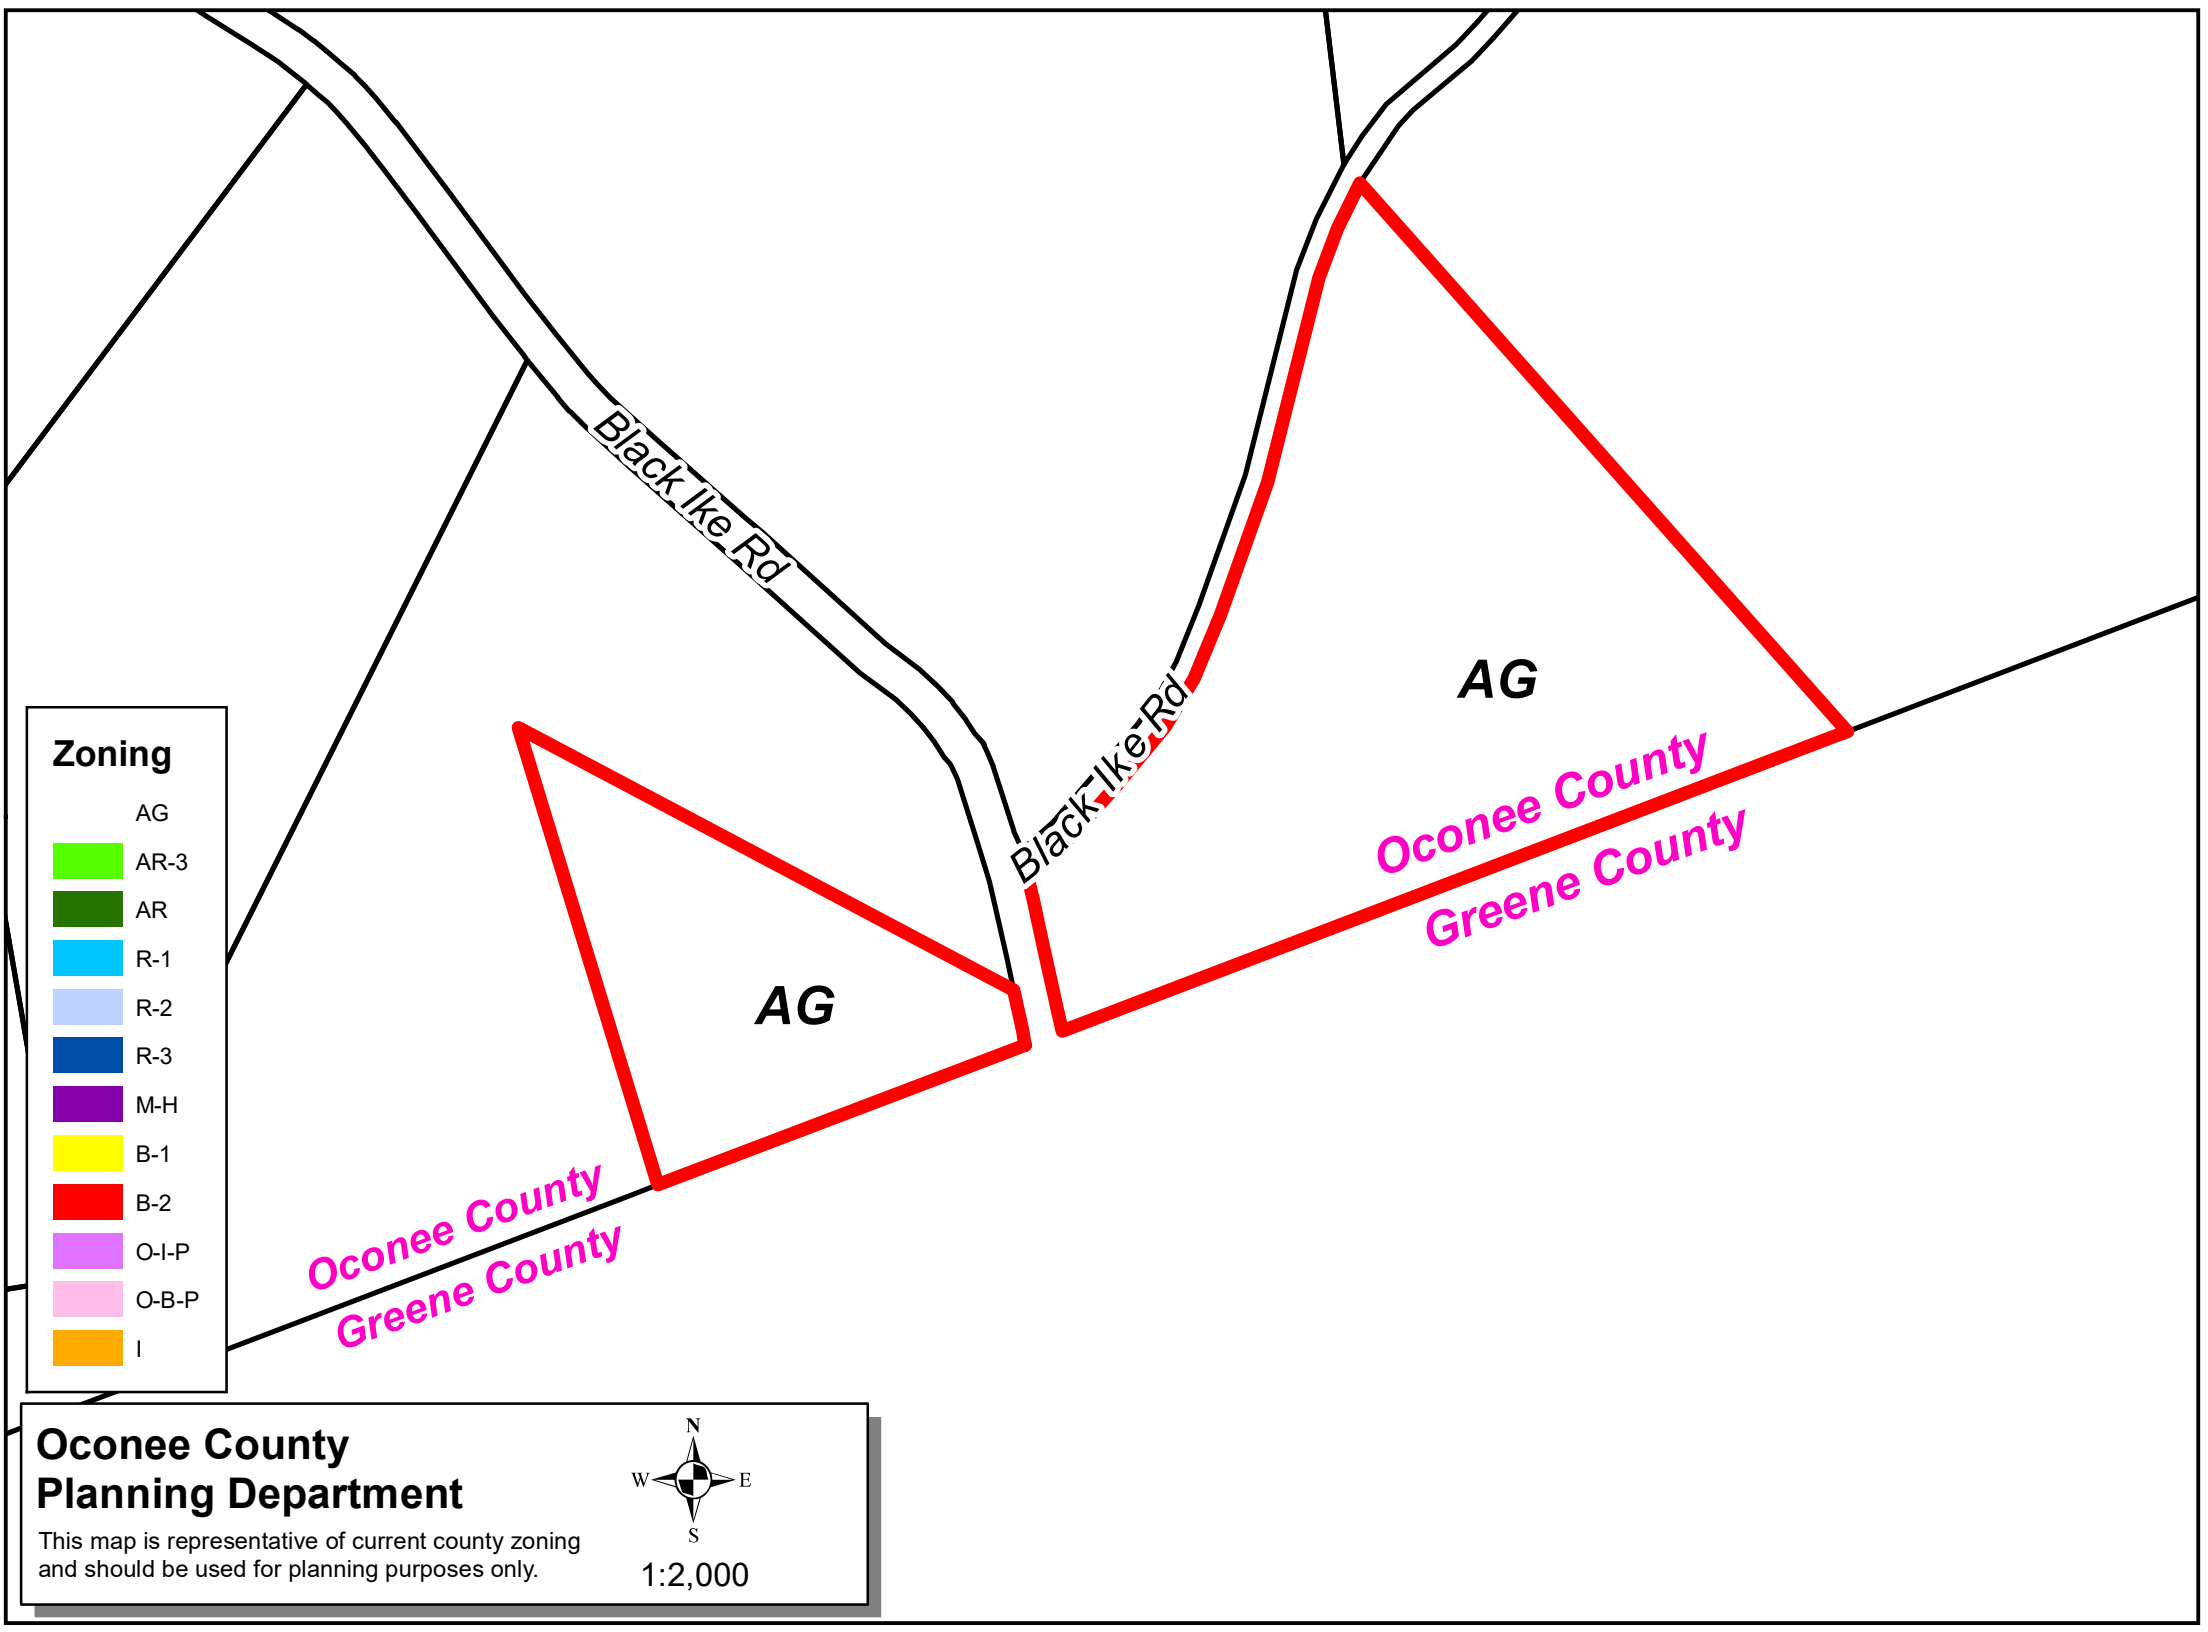 Black Ike Rd
Black Ike Rd
AG
Oconee County
Greene County
AG
Oconee County
Greene County
Zoning
AG
AR-3
AR
R-1
R-2
R-3
M-H
B-1
B-2
O-I-P
O-B-P
I
Oconee County
Planning Department
This map is representative of current county zoning
and should be used for planning purposes only.
N
W
E
S
1:2,000